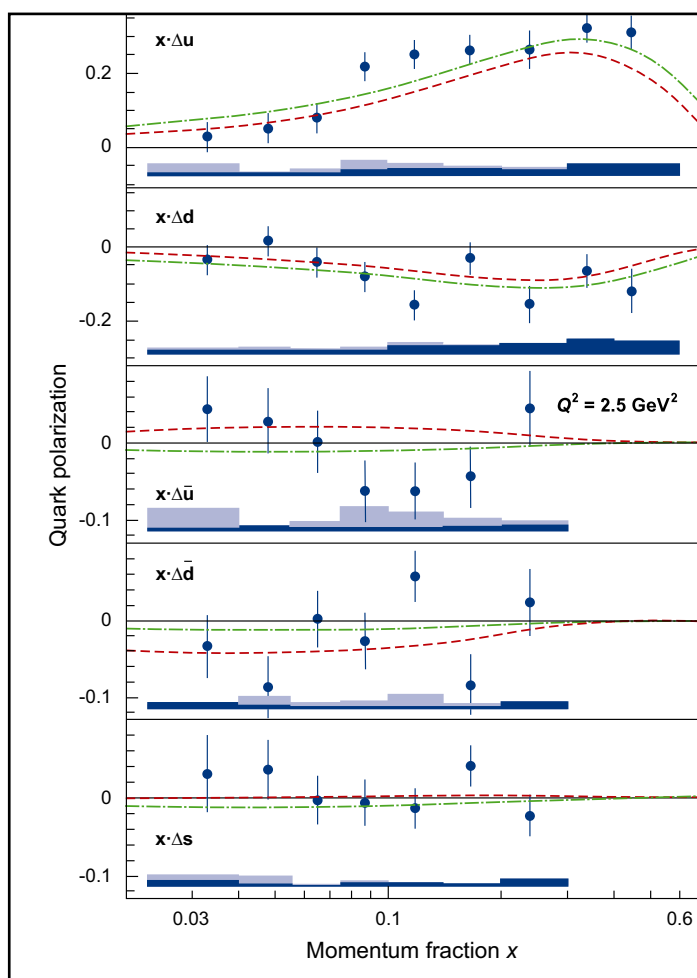 x·Δu
0.2
0
x·Δd
0
-0.2
Q² = 2.5 GeV²
0
x·Δū
-0.1
x·Δd̄
0
-0.1
0
x·Δs
-0.1
Quark polarization
0.03
0.1
0.6
Momentum fraction x